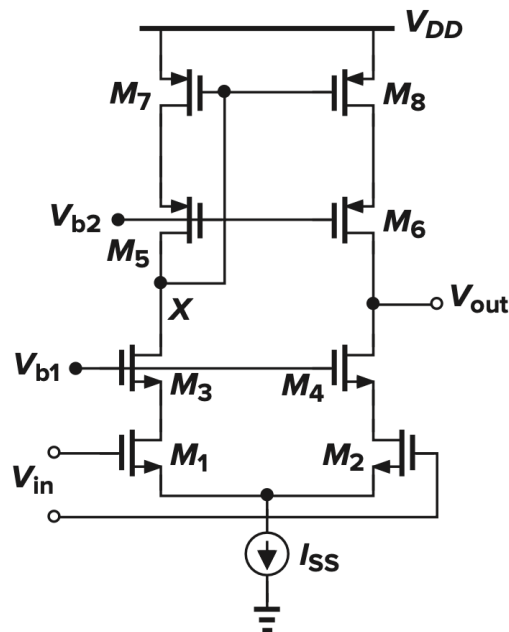 V_DD
M_7
M_8
V_b2
M_5
M_6
X
V_out
V_b1
M_3
M_4
M_1
M_2
V_in
I_SS